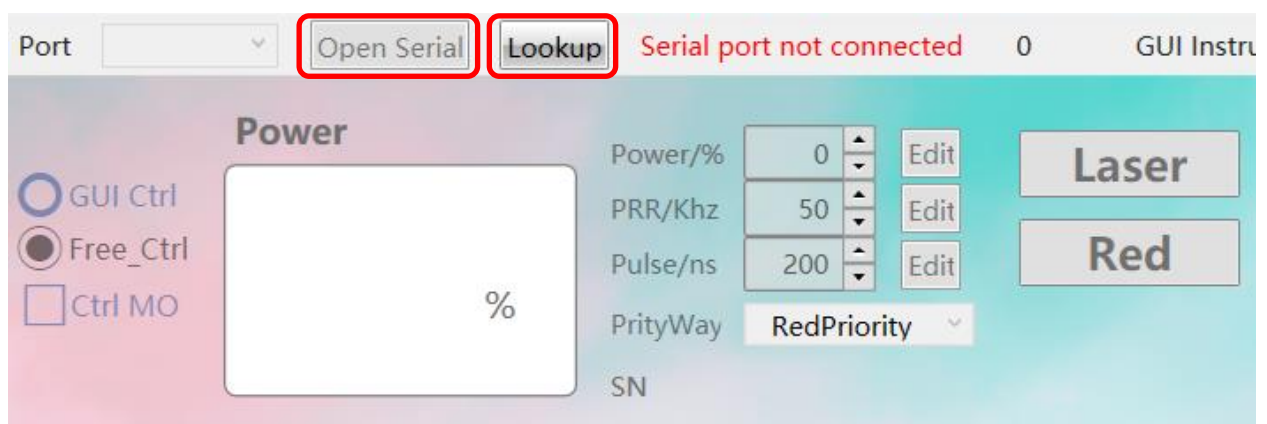 Port Open Serial Lookup Serial port not connected 0 GUI Instru
Power
Power/% 0 Edit Laser
GUI Ctrl
PRR/Khz 50 Edit
Free_Ctrl
Pulse/ns 200 Edit Red
Ctrl MO
%
PrityWay RedPriority
SN